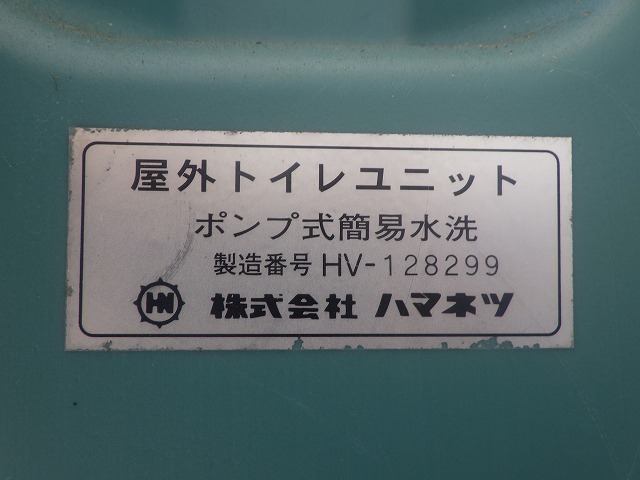 屋外トイレユニット
ポンプ式簡易水洗
製造番号 HV-128299
HN 株式会社 ハマネツ